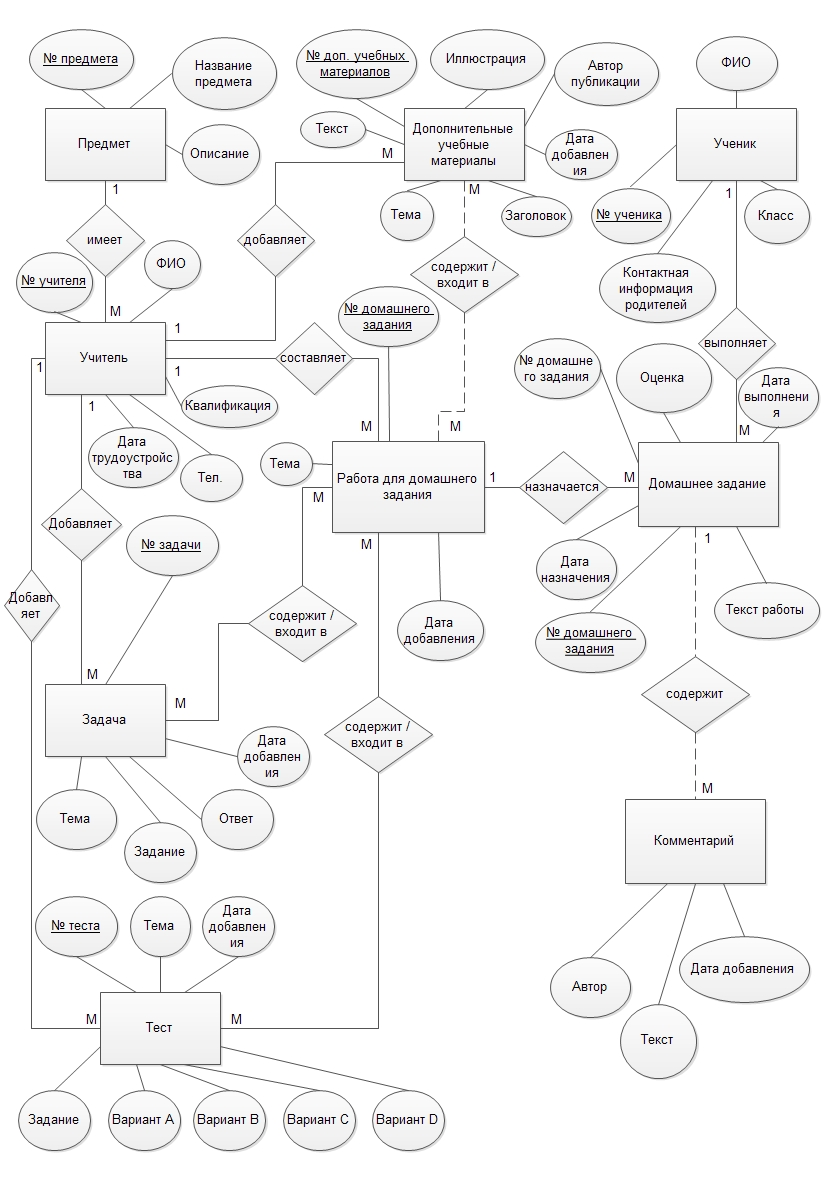 № предмета
Название
предмета
Предмет
Описание
1
имеет
M
№ доп. учебных
материалов
Иллюстрация
Автор
публикации
Текст
Дополнительные
учебные
материалы
Дата
добавлен
ия
M
M
Тема
Заголовок
добавляет
содержит /
входит в
ФИО
Ученик
1
№ ученика
Класс
Контактная
информация
родителей
выполняет
№ учителя
ФИО
Учитель
1
1
1
1
составляет
№ домашнего
задания
Квалификация
Дата
трудоустройс
тва
Тел.
M
M
№ домашне
го задания
Оценка
Дата
выполнени
я
M
Тема
Работа для домашнего
задания
M
M
1
назначается
M
Домашнее задание
1
Добавляет
№ задачи
Дата
назначения
Добавл
яет
содержит /
входит в
Дата
добавления
№ домашнего
задания
Текст работы
M
M
Задача
содержит /
входит в
содержит
Дата
добавлен
ия
Тема
Задание
Ответ
M
Комментарий
№ теста
Тема
Дата
добавлен
ия
Автор
Дата добавления
Текст
M
Тест
M
Задание
Вариант A
Вариант B
Вариант C
Вариант D